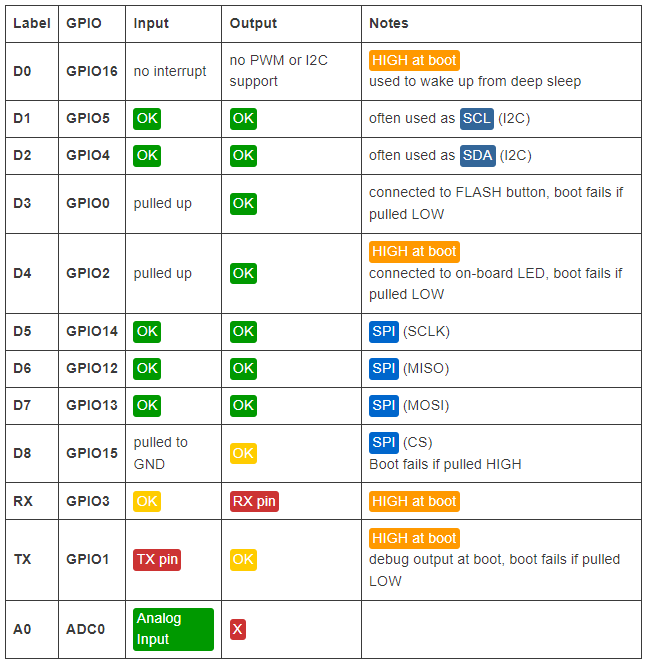 Label GPIO Input Output Notes
D0 GPIO16 no interrupt no PWM or I2C support HIGH at boot used to wake up from deep sleep
D1 GPIO5 OK OK often used as SCL (I2C)
D2 GPIO4 OK OK often used as SDA (I2C)
D3 GPIO0 pulled up OK connected to FLASH button, boot fails if pulled LOW
D4 GPIO2 pulled up OK HIGH at boot connected to on-board LED, boot fails if pulled LOW
D5 GPIO14 OK OK SPI (SCLK)
D6 GPIO12 OK OK SPI (MISO)
D7 GPIO13 OK OK SPI (MOSI)
D8 GPIO15 pulled to GND OK SPI (CS) Boot fails if pulled HIGH
RX GPIO3 OK RX pin HIGH at boot
TX GPIO1 TX pin OK HIGH at boot debug output at boot, boot fails if pulled LOW
A0 ADC0 Analog Input X